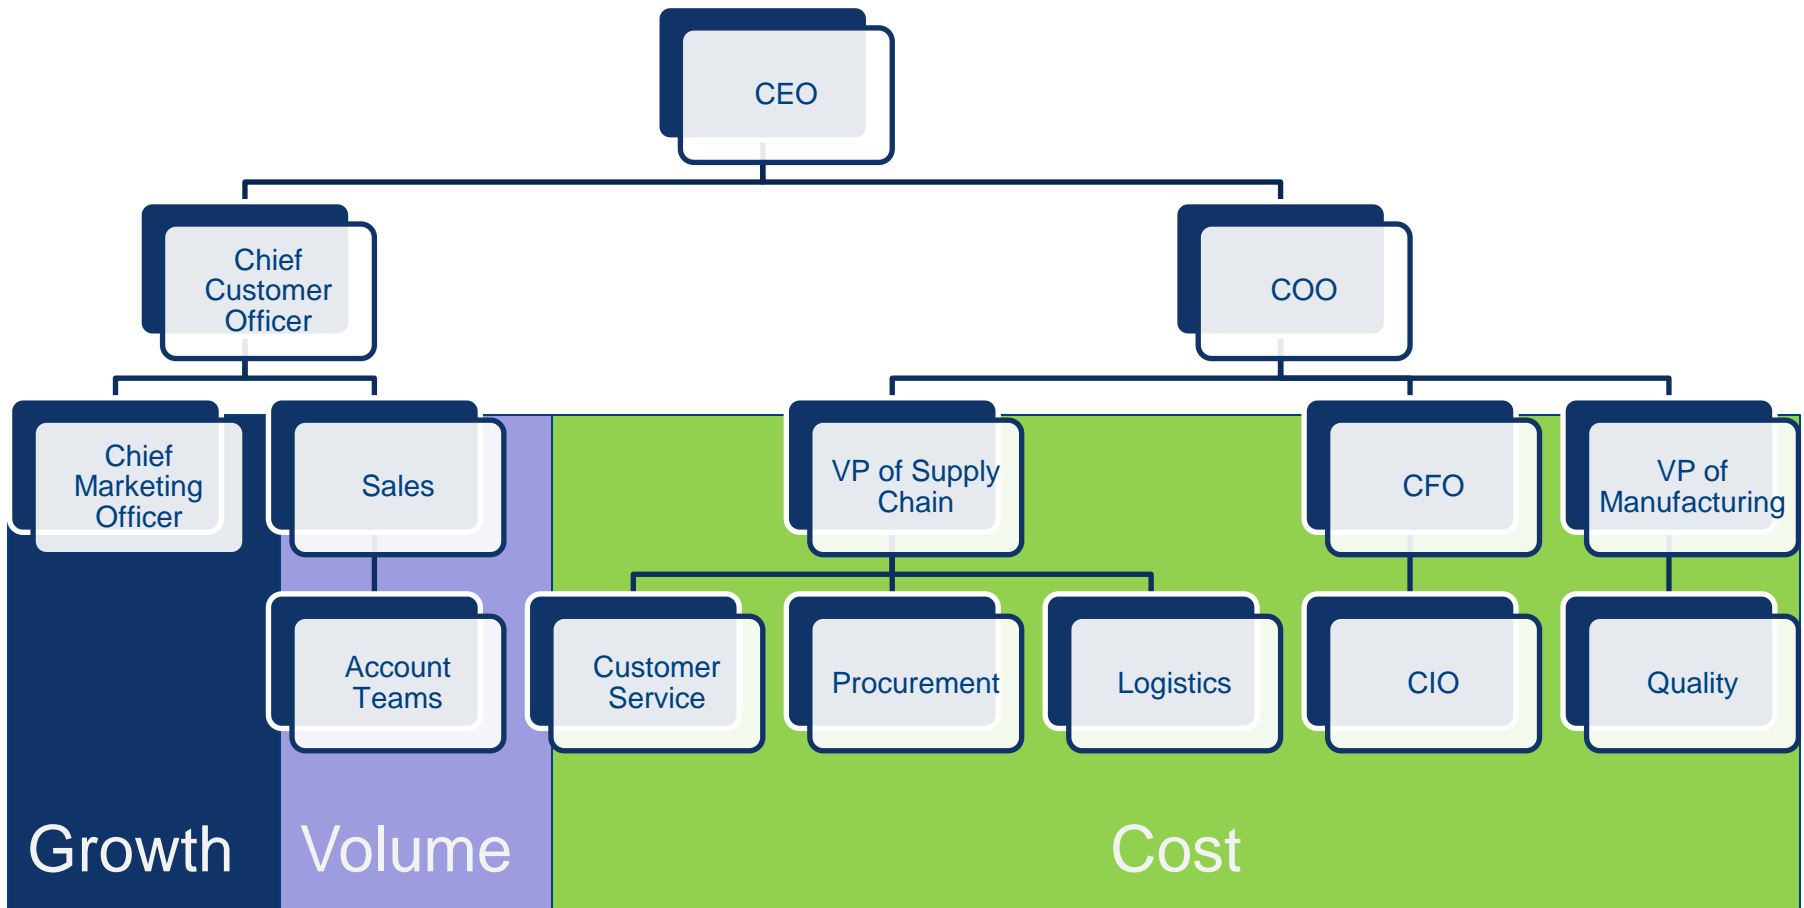 CEO
Chief
Customer
Officer
COO
Chief
Marketing
Officer
Sales
VP of Supply
Chain
CFO
VP of
Manufacturing
Account
Teams
Customer
Service
Procurement
Logistics
CIO
Quality
Growth
Volume
Cost